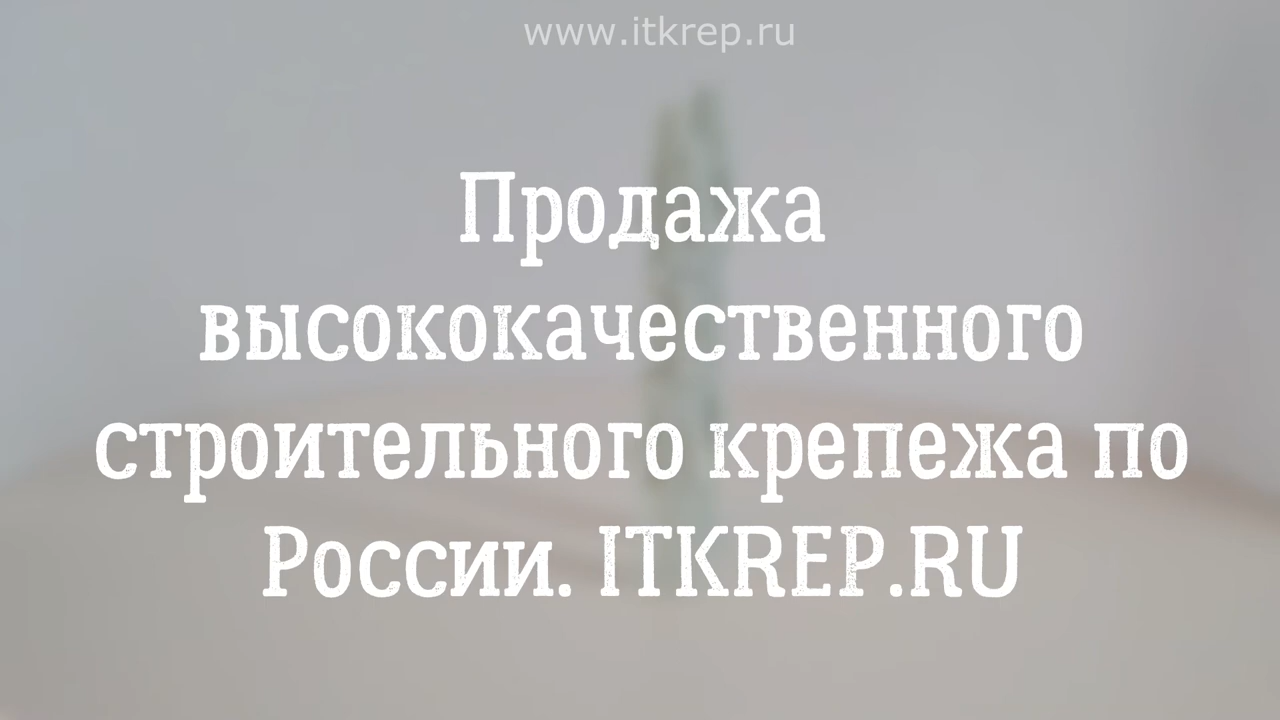 www.itkrep.ru
Продажа
высококачественного
строительного крепежа по
России. ITKREP.RU